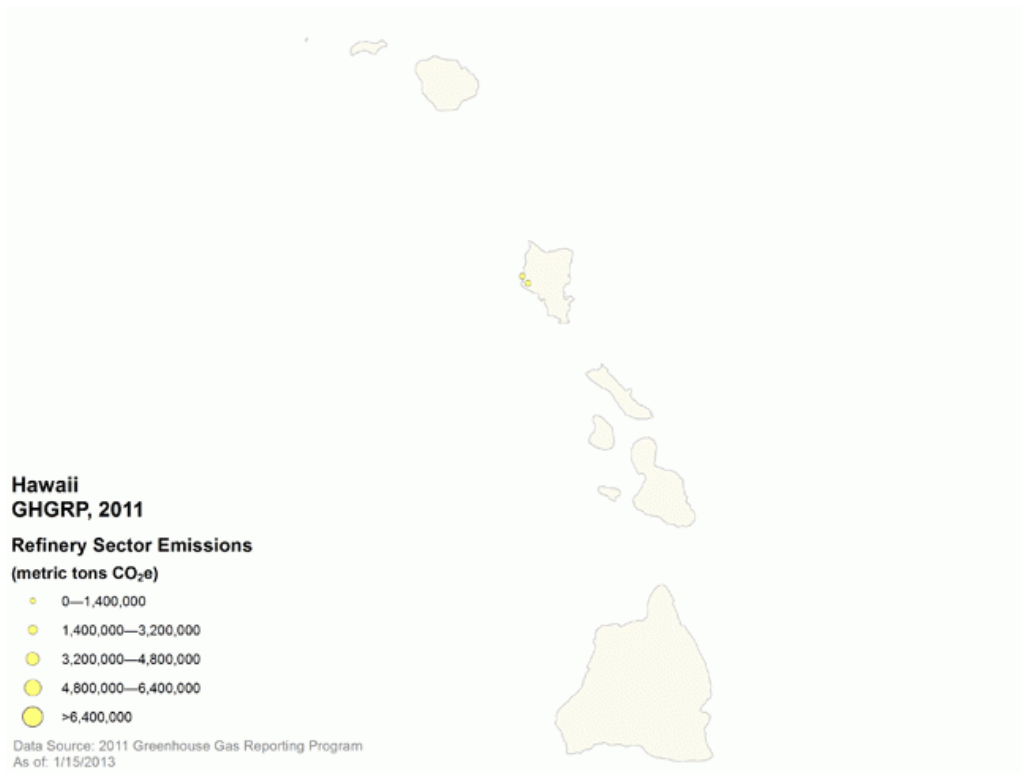 Hawaii
GHGRP, 2011
Refinery Sector Emissions
(metric tons CO₂e)
0—1,400,000
1,400,000—3,200,000
3,200,000—4,800,000
4,800,000—6,400,000
>6,400,000
Data Source: 2011 Greenhouse Gas Reporting Program
As of: 1/15/2013